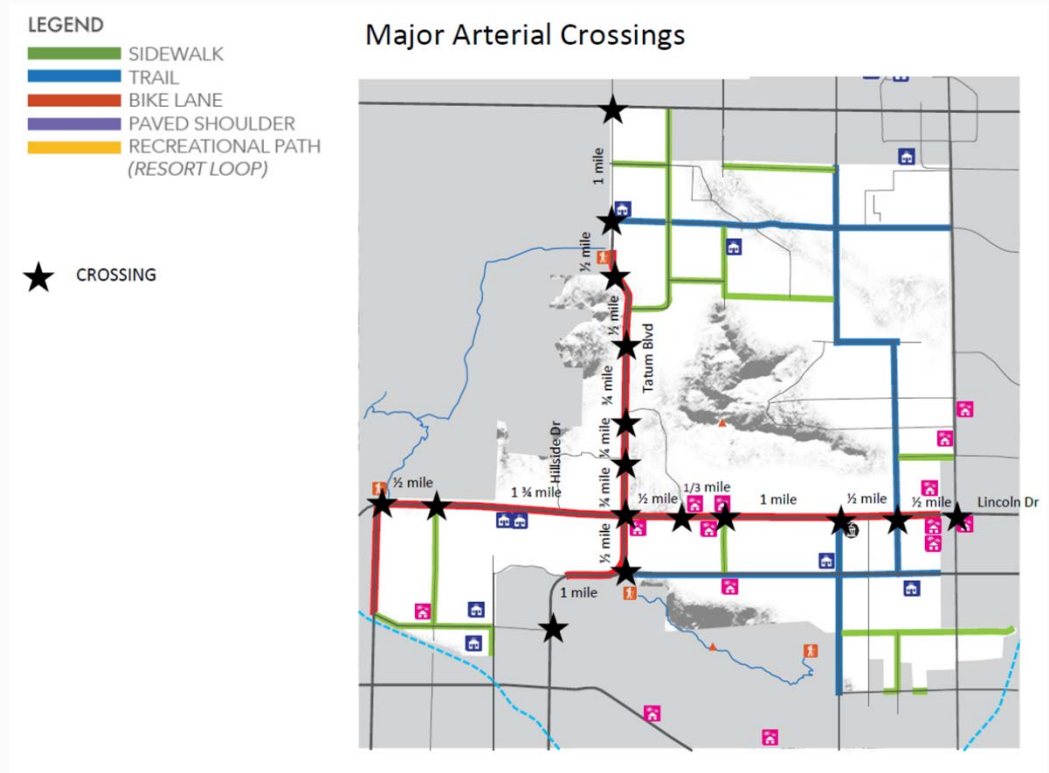 LEGEND
SIDEWALK
TRAIL
BIKE LANE
PAVED SHOULDER
RECREATIONAL PATH
(RESORT LOOP)
CROSSING
Major Arterial Crossings
1 mile
½ mile
½ mile
Tatum Blvd
¾ mile
¼ mile
Hillside Dr
¾ mile
½ mile
1 ¾ mile
½ mile
1/3 mile
1 mile
½ mile
½ mile
Lincoln Dr
½ mile
1 mile